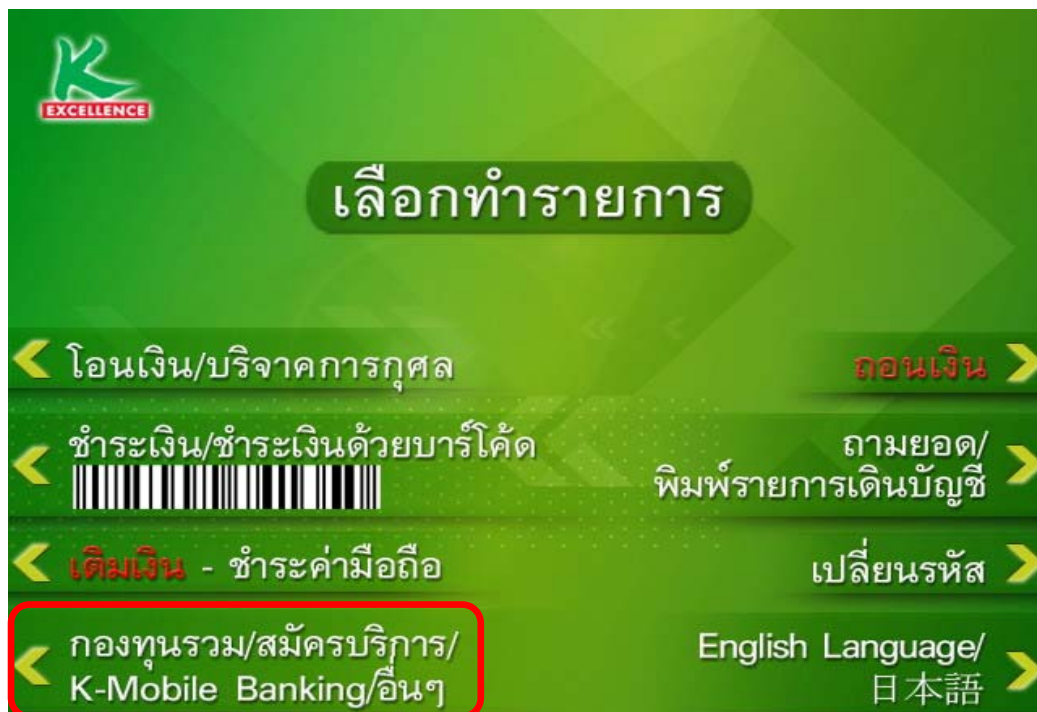 K
EXCELLENCE
เลือกทำรายการ
โอนเงิน/บริจาคการกุศล
ถอนเงิน
ชำระเงิน/ชำระเงินด้วยบาร์โค้ด
ถามยอด/
พิมพ์รายการเดินบัญชี
เติมเงิน - ชำระค่ามือถือ
เปลี่ยนรหัส
กองทุนรวม/สมัครบริการ/
K-Mobile Banking/อื่นๆ
English Language/
日本語